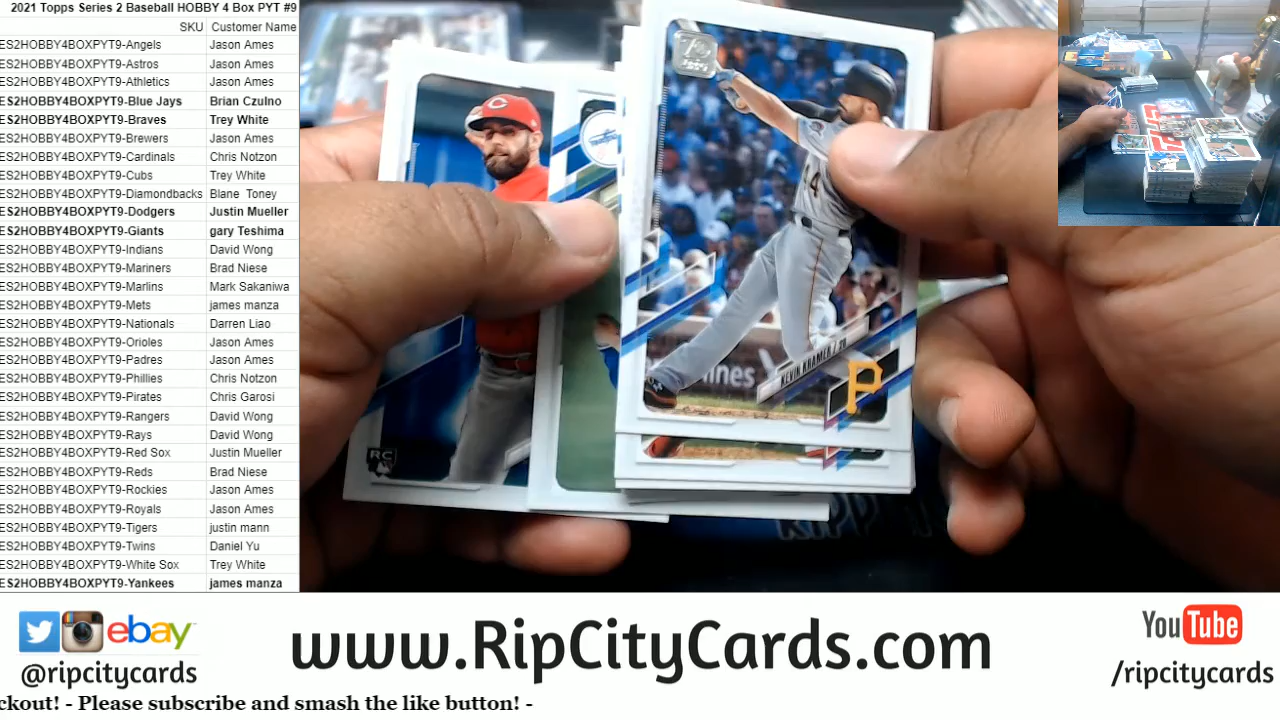 2021 Topps Series 2 Baseball HOBBY 4 Box PYT #9
SKU Customer Name
ES2HOBBY4BOXPYT9-Angels Jason Ames
ES2HOBBY4BOXPYT9-Astros Jason Ames
ES2HOBBY4BOXPYT9-Athletics Jason Ames
ES2HOBBY4BOXPYT9-Blue Jays Brian Czulno
ES2HOBBY4BOXPYT9-Braves Trey White
ES2HOBBY4BOXPYT9-Brewers Jason Ames
ES2HOBBY4BOXPYT9-Cardinals Chris Notzon
ES2HOBBY4BOXPYT9-Cubs Trey White
ES2HOBBY4BOXPYT9-Diamondbacks Blane Toney
ES2HOBBY4BOXPYT9-Dodgers Justin Mueller
ES2HOBBY4BOXPYT9-Giants gary Teshima
ES2HOBBY4BOXPYT9-Indians David Wong
ES2HOBBY4BOXPYT9-Mariners Brad Niese
ES2HOBBY4BOXPYT9-Marlins Mark Sakaniwa
ES2HOBBY4BOXPYT9-Mets james manza
ES2HOBBY4BOXPYT9-Nationals Darren Liao
ES2HOBBY4BOXPYT9-Orioles Jason Ames
ES2HOBBY4BOXPYT9-Padres Jason Ames
ES2HOBBY4BOXPYT9-Phillies Chris Notzon
ES2HOBBY4BOXPYT9-Pirates Chris Garosi
ES2HOBBY4BOXPYT9-Rangers David Wong
ES2HOBBY4BOXPYT9-Rays David Wong
ES2HOBBY4BOXPYT9-Red Sox Justin Mueller
ES2HOBBY4BOXPYT9-Reds Brad Niese
ES2HOBBY4BOXPYT9-Rockies Jason Ames
ES2HOBBY4BOXPYT9-Royals Jason Ames
ES2HOBBY4BOXPYT9-Tigers justin mann
ES2HOBBY4BOXPYT9-Twins Daniel Yu
ES2HOBBY4BOXPYT9-White Sox Trey White
ES2HOBBY4BOXPYT9-Yankees james manza
C
RC
70
44
KEVIN KRAMER / 2B
P
ines
ebay
@ripcitycards
www.RipCityCards.com
YouTube
/ripcitycards
ckout! - Please subscribe and smash the like button! -